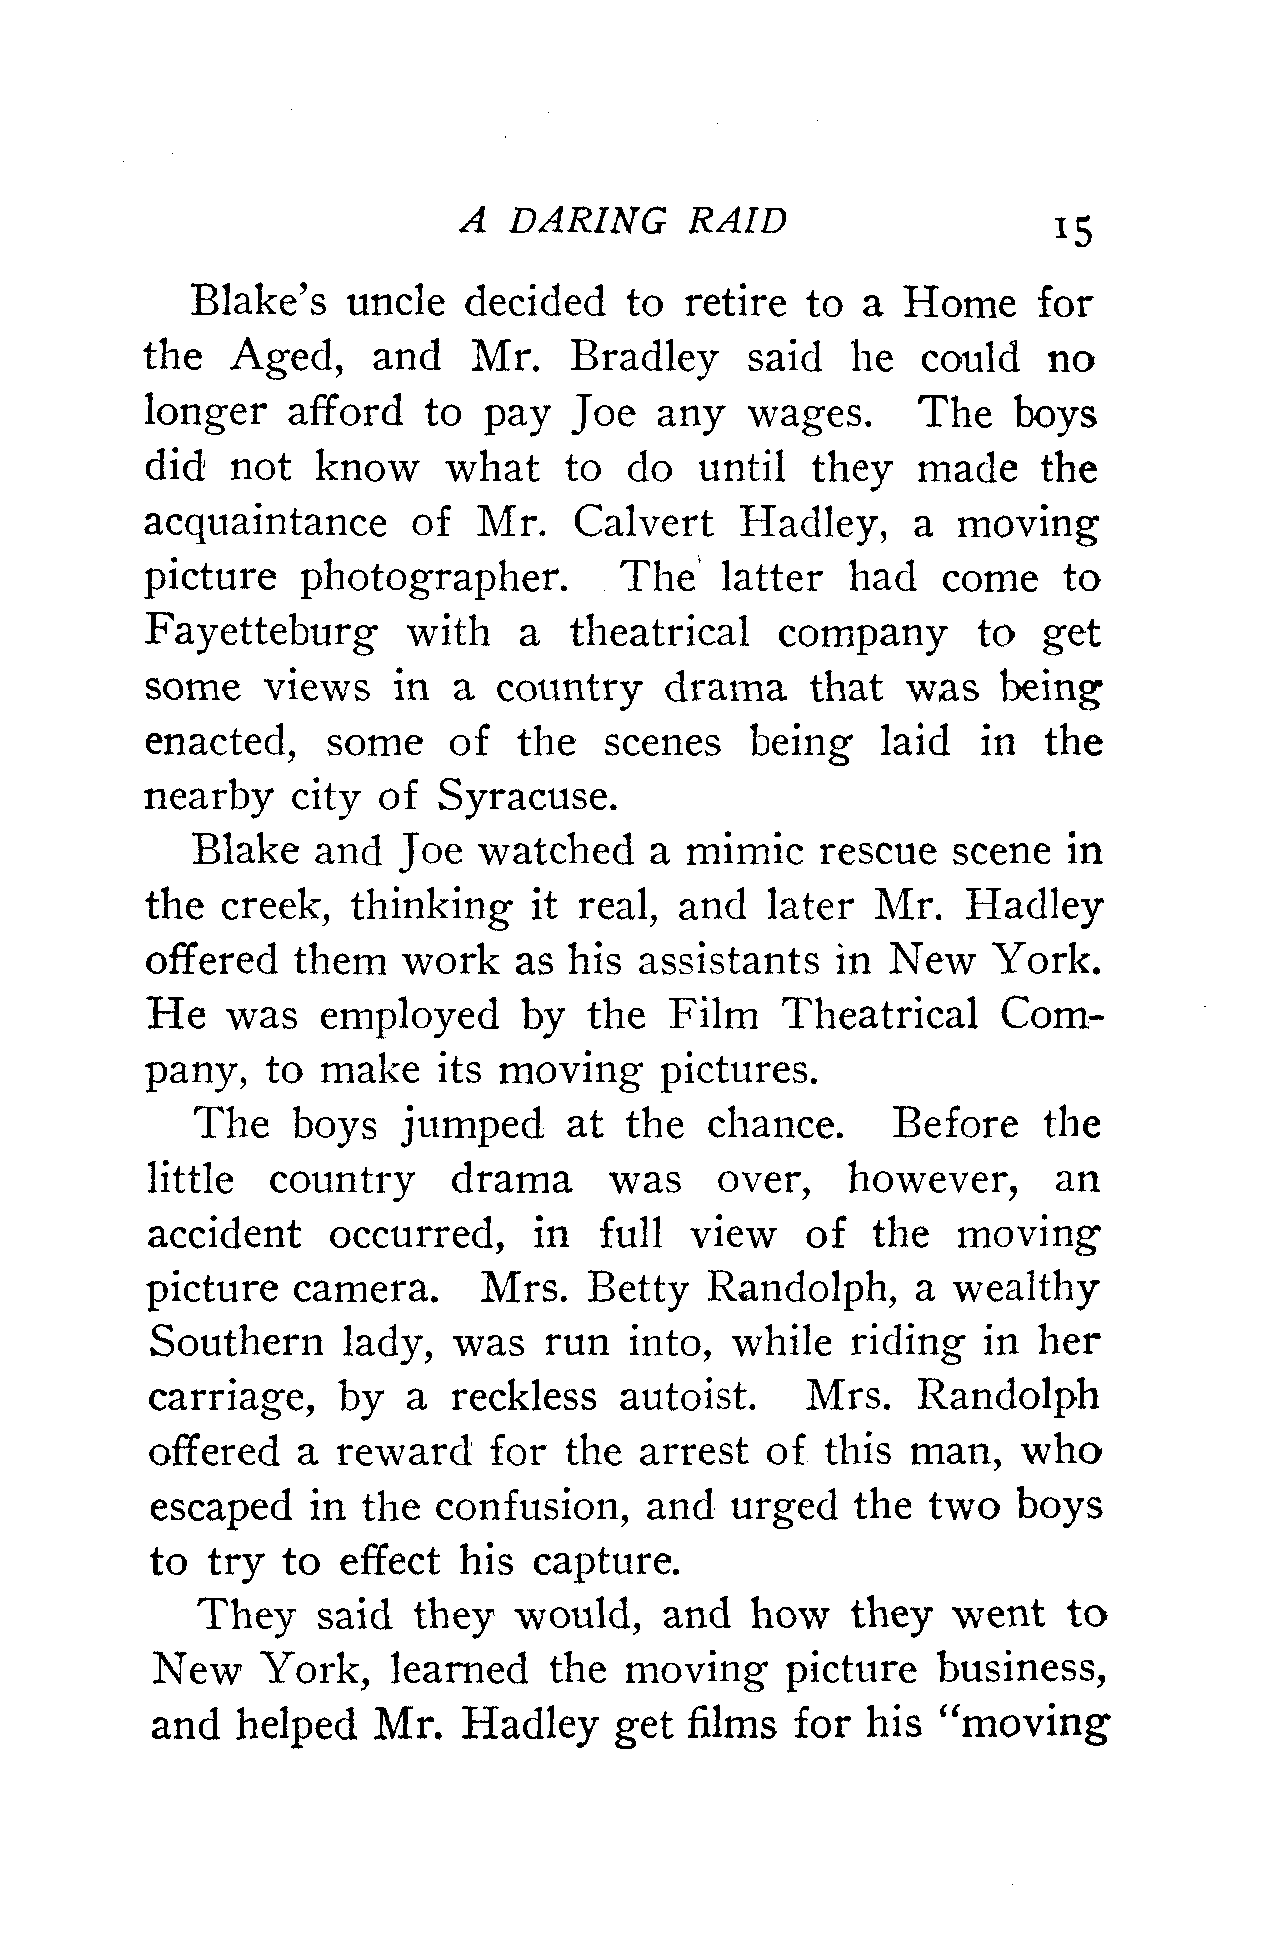 A DARING RAID 15
Blake's uncle decided to retire to a Home for
the Aged, and Mr. Bradley said he could no
longer afford to pay Joe any wages. The boys
did not know what to do until they made the
acquaintance of Mr. Calvert Hadley, a moving
picture photographer. The latter had come to
Fayetteburg with a theatrical company to get
some views in a country drama that was being
enacted, some of the scenes being laid in the
nearby city of Syracuse.
Blake and Joe watched a mimic rescue scene in
the creek, thinking it real, and later Mr. Hadley
offered them work as his assistants in New York.
He was employed by the Film Theatrical Com-
pany, to make its moving pictures.
The boys jumped at the chance. Before the
little country drama was over, however, an
accident occurred, in full view of the moving
picture camera. Mrs. Betty Randolph, a wealthy
Southern lady, was run into, while riding in her
carriage, by a reckless autoist. Mrs. Randolph
offered a reward for the arrest of this man, who
escaped in the confusion, and urged the two boys
to try to effect his capture.
They said they would, and how they went to
New York, learned the moving picture business,
and helped Mr. Hadley get films for his "moving